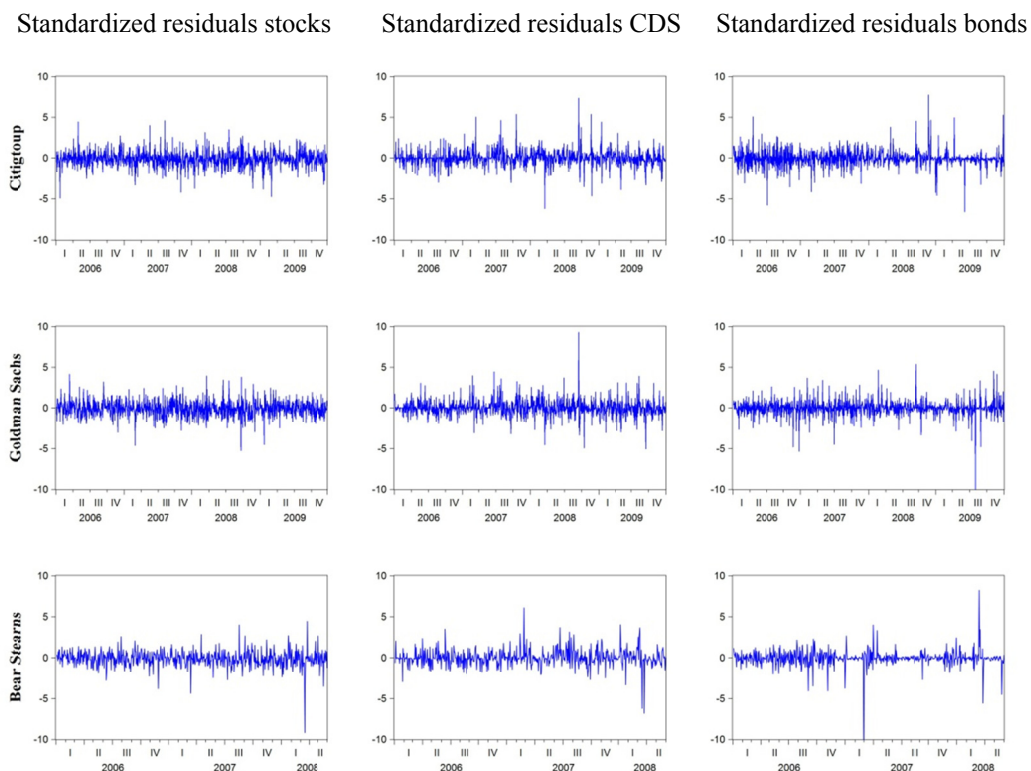 Standardized residuals stocks
Standardized residuals CDS
Standardized residuals bonds
Citigtoup
10
5
0
-5
-10
I II III IV I II III IV I II III IV I II III IV
2006 2007 2008 2009
10
5
0
-5
-10
I II III IV I II III IV I II III IV I II III IV
2006 2007 2008 2009
10
5
0
-5
-10
I II III IV I II III IV I II III IV I II III IV
2006 2007 2008 2009
Goldman Sachs
10
5
0
-5
-10
I II III IV I II III IV I II III IV I II III IV
2006 2007 2008 2009
10
5
0
-5
-10
I II III IV I II III IV I II III IV I II III IV
2006 2007 2008 2009
10
5
0
-5
-10
I II III IV I II III IV I II III IV I II III IV
2006 2007 2008 2009
Bear Stearns
10
5
0
-5
-10
I II III IV I II III IV I II
2006 2007
10
5
0
-5
-10
I II III IV I II III IV I II
2006 2007 2008
10
5
0
-5
-10
I II III IV I II III IV I II
2006 2007 2008